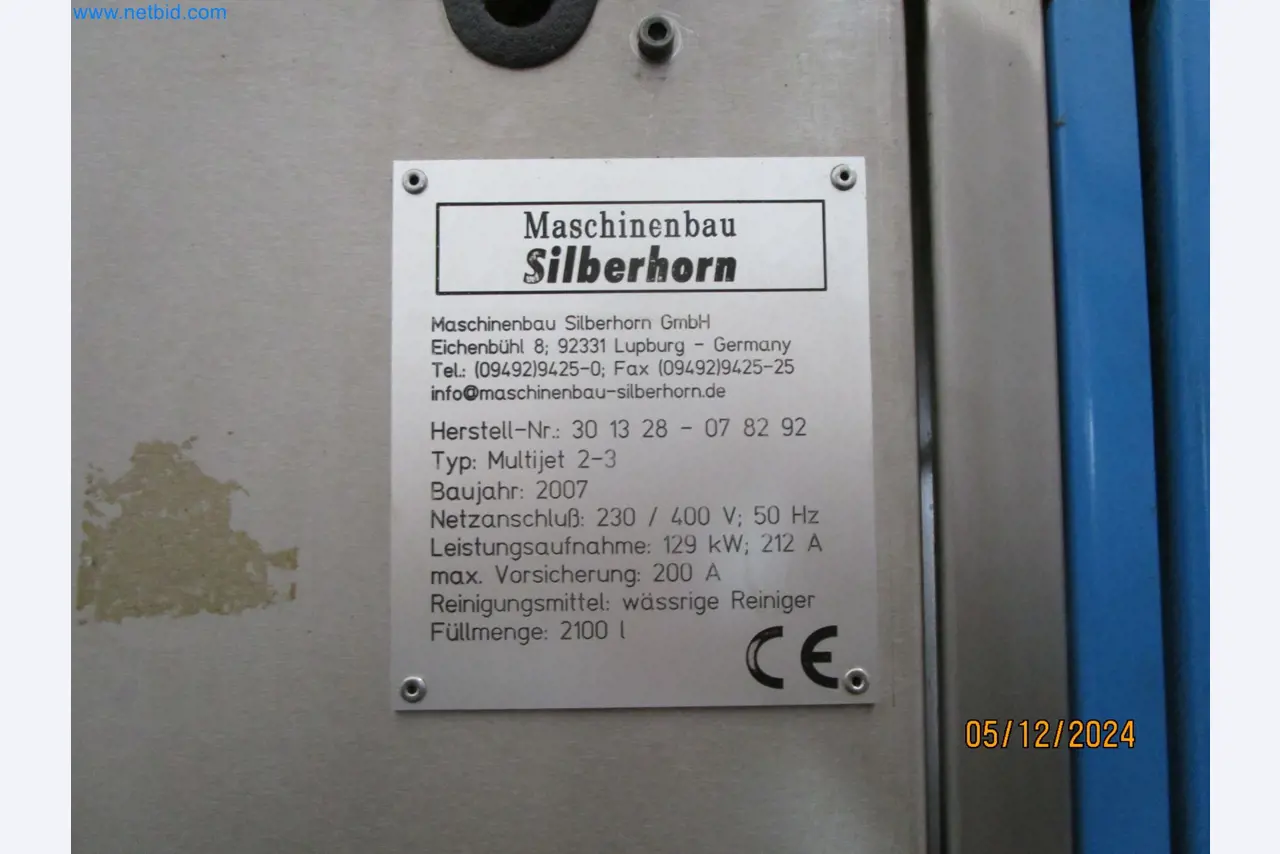 www.netbid.com
Maschinenbau
Silberhorn
Maschinenbau Silberhorn GmbH
Eichenbühl 8; 92331 Lupburg - Germany
Tel.: (09492)9425-0; Fax (09492)9425-25
info@maschinenbau-silberhorn.de
Herstell-Nr.: 30 13 28 - 07 82 92
Typ: Multijet 2-3
Baujahr: 2007
Netzanschluß: 230 / 400 V; 50 Hz
Leistungsaufnahme: 129 kW; 212 A
max. Vorsicherung: 200 A
Reinigungsmittel: wässrige Reiniger
Füllmenge: 2100 l
CE
05/12/2024